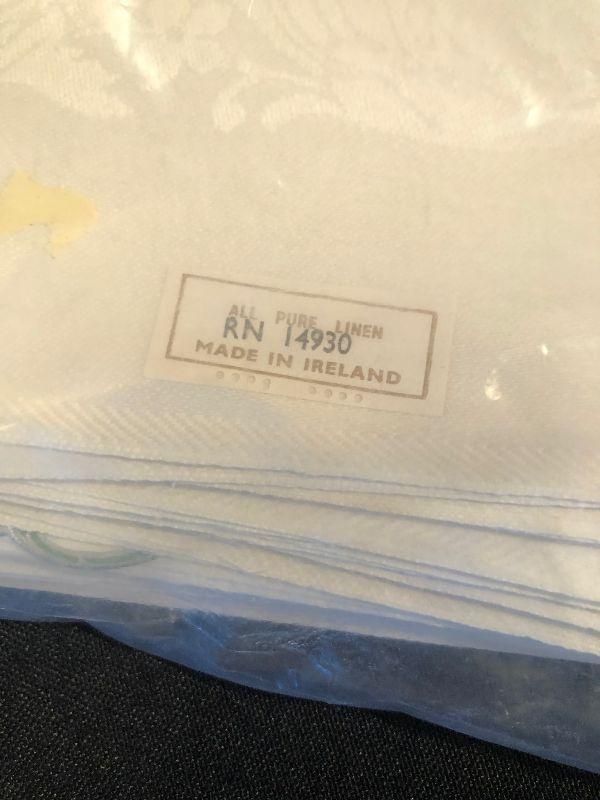 ALL PURE LINEN
RN 14930
MADE IN IRELAND